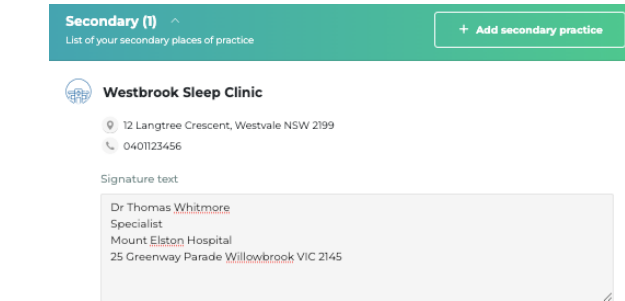 Secondary (1)
List of your secondary places of practice
+ Add secondary practice
Westbrook Sleep Clinic
12 Langtree Crescent, Westvale NSW 2199
0401123456
Signature text
Dr Thomas Whitmore
Specialist
Mount Elston Hospital
25 Greenway Parade Willowbrook VIC 2145